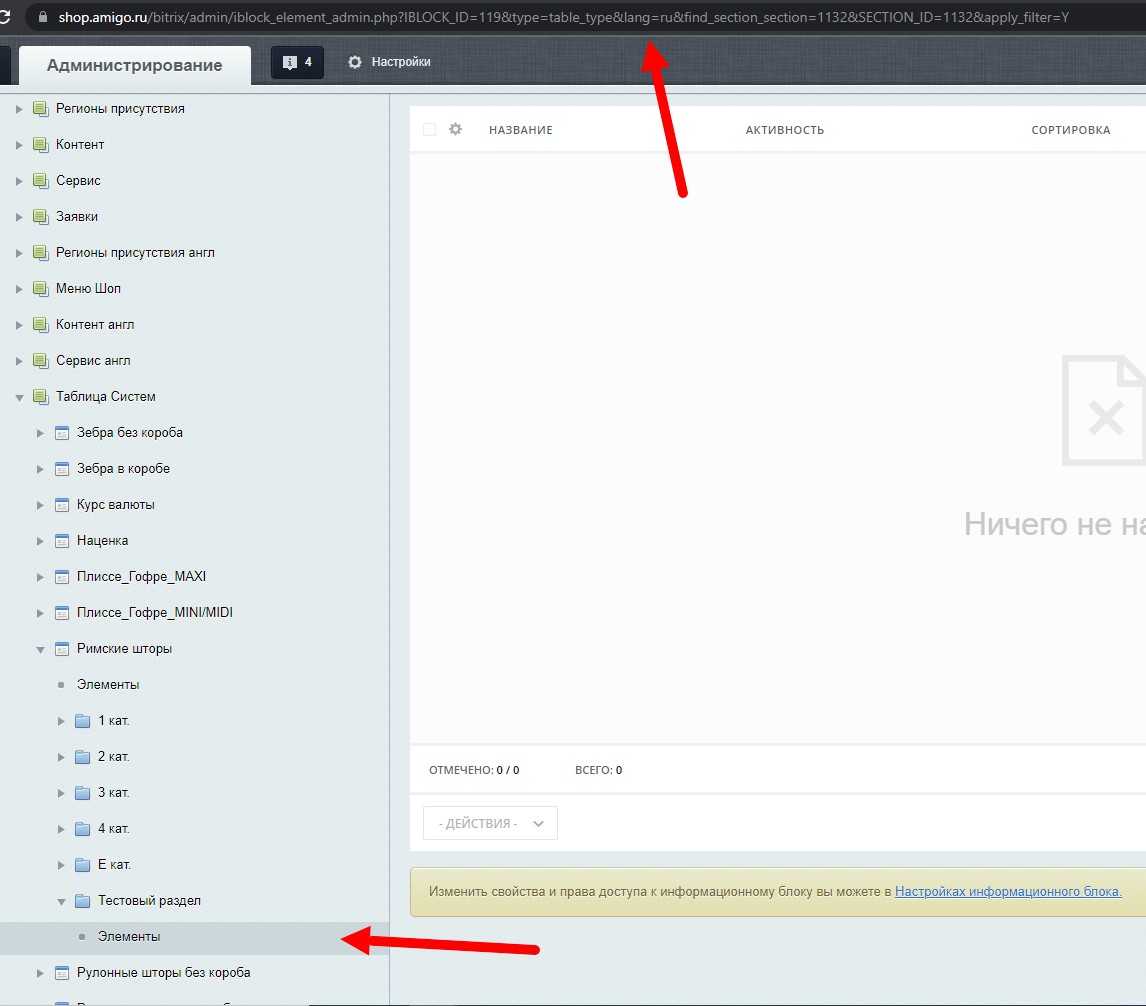 shop.amigo.ru/bitrix/admin/iblock_element_admin.php?IBLOCK_ID=119&type=table_type&lang=ru&find_section_section=1132&SECTION_ID=1132&apply_filter=Y
Администрирование
4
Настройки
Регионы присутствия
Контент
Сервис
Заявки
Регионы присутствия англ
Меню Шоп
Контент англ
Сервис англ
Таблица Систем
Зебра без короба
Зебра в коробе
Курс валюты
Наценка
Плиссе_Гофре_MAXI
Плиссе_Гофре_MINI/MIDI
Римские шторы
Элементы
1 кат.
2 кат.
3 кат.
4 кат.
E кат.
Тестовый раздел
Элементы
Рулонные шторы без короба
НАЗВАНИЕ АКТИВНОСТЬ СОРТИРОВКА
Ничего не на
ОТМЕЧЕНО: 0 / 0 ВСЕГО: 0
- ДЕЙСТВИЯ -
Изменить свойства и права доступа к информационному блоку вы можете в Настройках информационного блока.